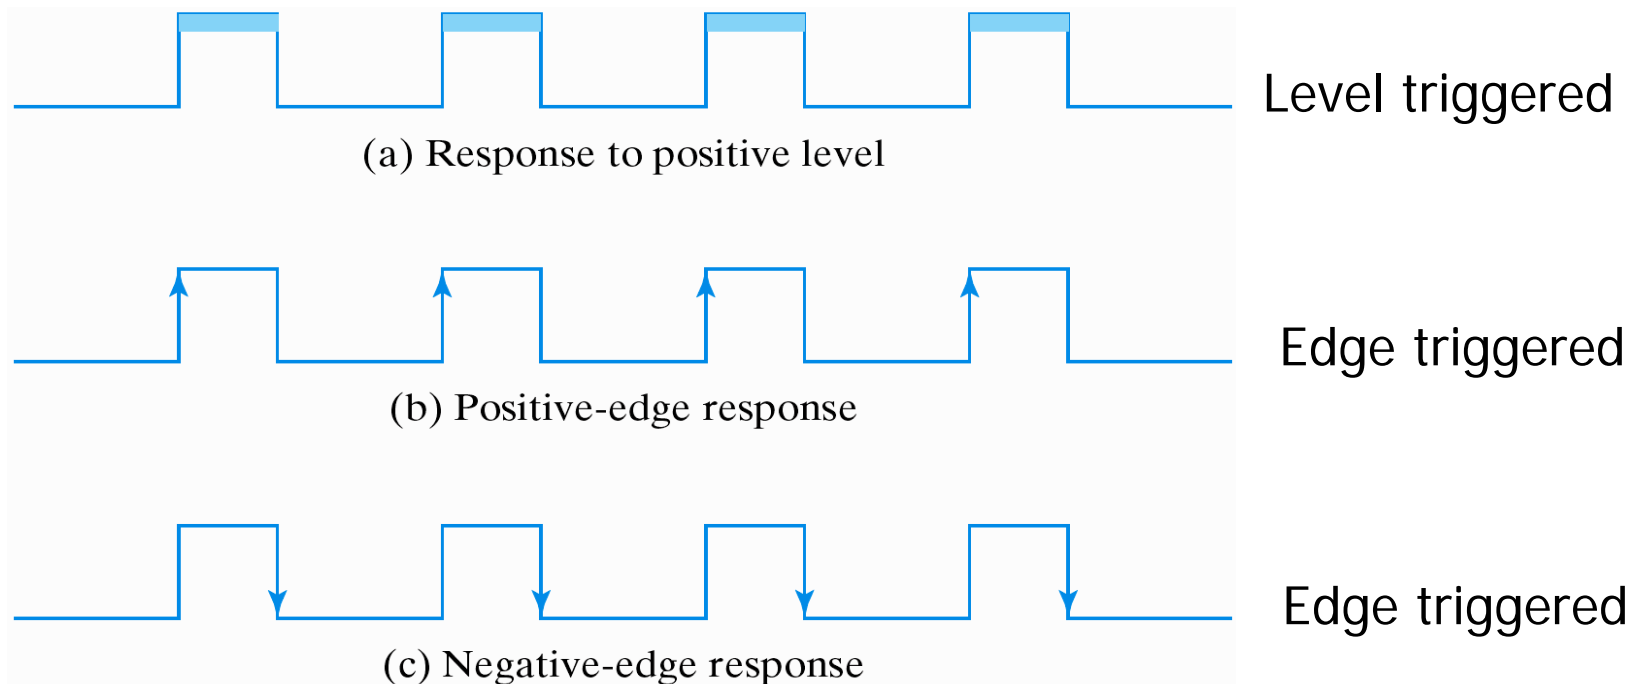 Level triggered
(a) Response to positive level
Edge triggered
(b) Positive-edge response
Edge triggered
(c) Negative-edge response